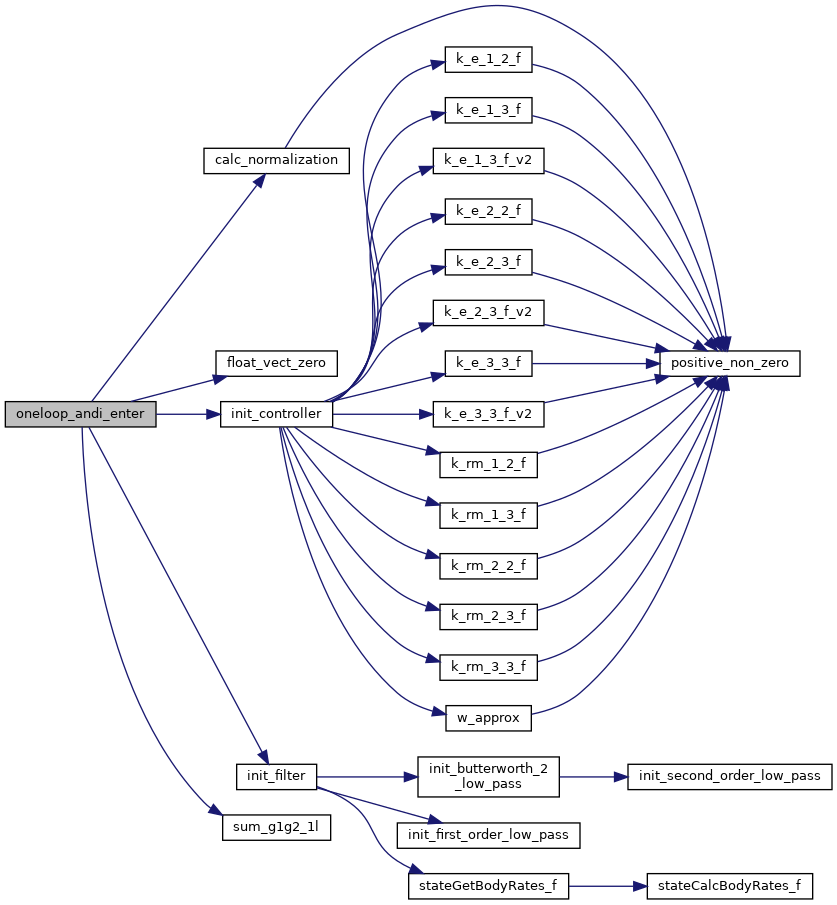 k_e_1_2_f
k_e_1_3_f
calc_normalization
k_e_1_3_f_v2
k_e_2_2_f
k_e_2_3_f
k_e_2_3_f_v2
float_vect_zero
k_e_3_3_f
positive_non_zero
oneloop_andi_enter
init_controller
k_e_3_3_f_v2
k_rm_1_2_f
k_rm_1_3_f
k_rm_2_2_f
k_rm_2_3_f
k_rm_3_3_f
w_approx
init_filter
init_butterworth_2
_low_pass
init_second_order_low_pass
sum_g1g2_1l
init_first_order_low_pass
stateGetBodyRates_f
stateCalcBodyRates_f